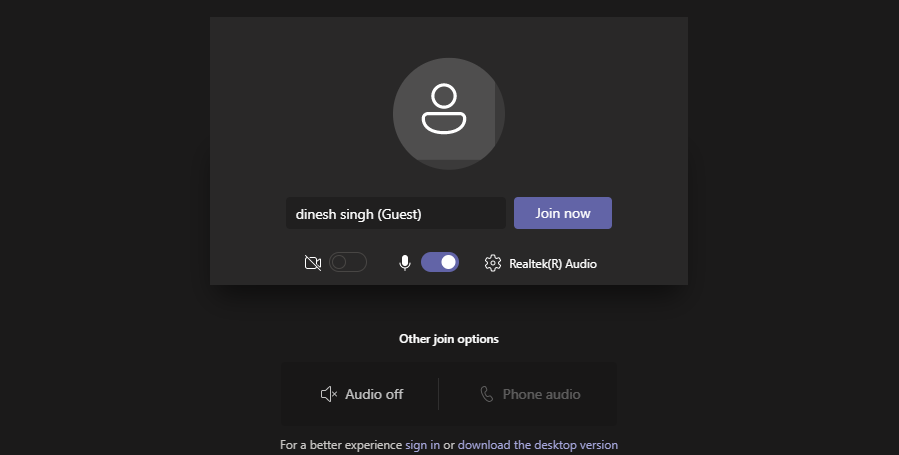 dinesh singh (Guest)
Join now
Realtek(R) Audio
Other join options
Audio off
Phone audio
For a better experience sign in or download the desktop version